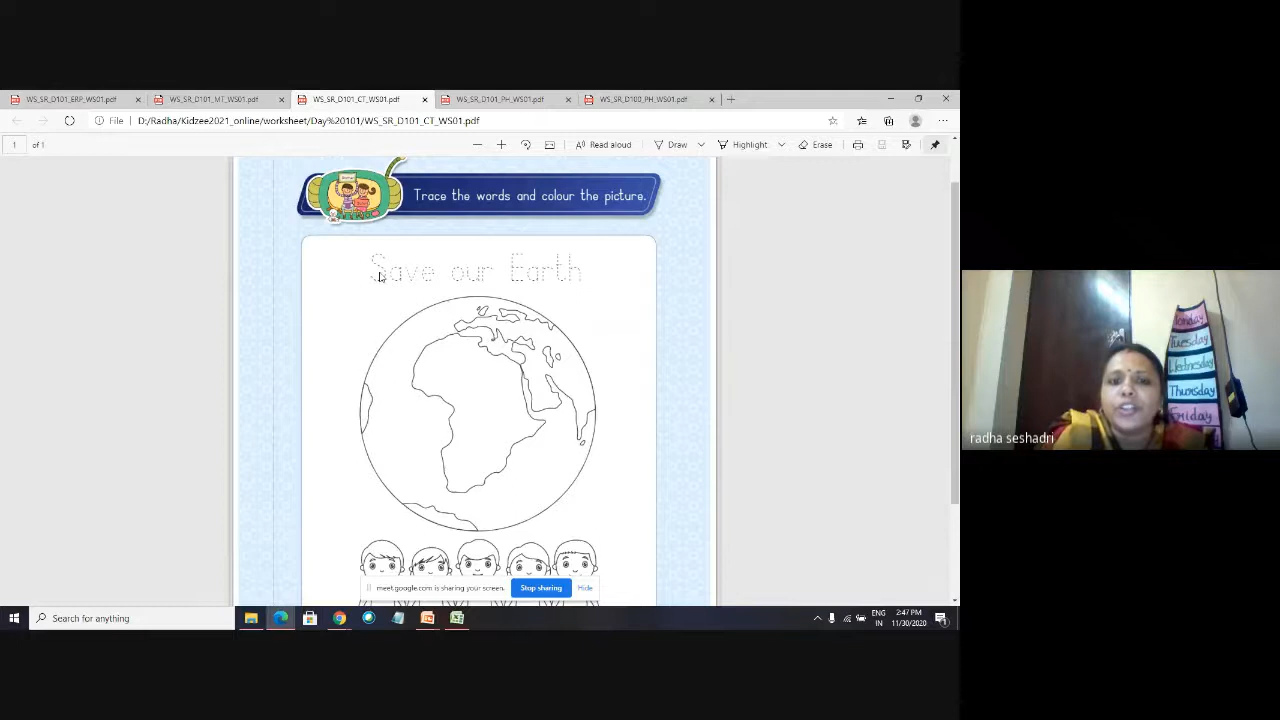 WS_SR_D101_ERP_WS01.pdf
WS_SR_D101_MT_WS01.pdf
WS_SR_D101_CT_WS01.pdf
WS_SR_D101_PH_WS01.pdf
WS_SR_D100_PH_WS01.pdf
File
D:/Radha/Kidzee2021_online/worksheet/Day%20101/WS_SR_D101_CT_WS01.pdf
1 of 1
Read aloud
Draw
Highlight
Erase
Trace the words and colour the picture.
Save our Earth
meet.google.com is sharing your screen.
Stop sharing
Hide
Monday
Tuesday
Wednesday
Thursday
Friday
radha seshadri
Search for anything
ENG
IN
2:47 PM
11/30/2020